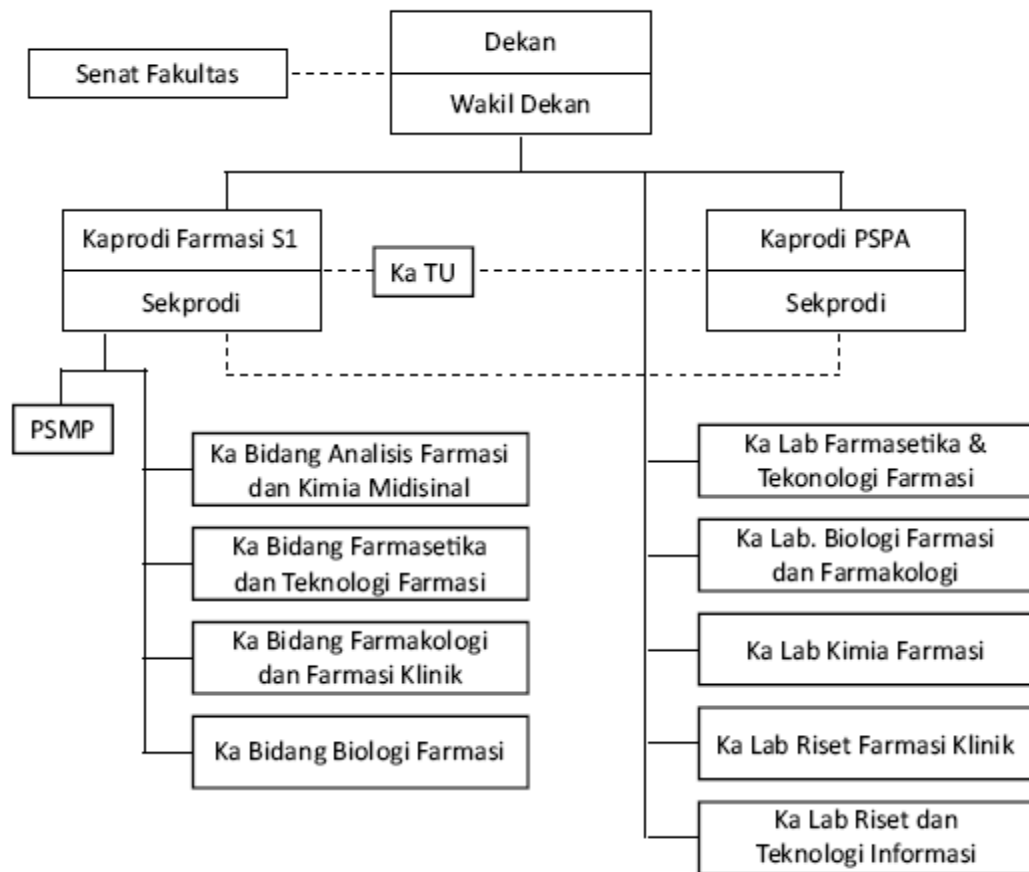 Dekan
Senat Fakultas
Wakil Dekan
Kaprodi Farmasi S1
Kaprodi PSPA
Ka TU
Sekprodi
Sekprodi
PSMP
Ka Bidang Analisis Farmasi
dan Kimia Midisinal
Ka Bidang Farmasetika
dan Teknologi Farmasi
Ka Bidang Farmakologi
dan Farmasi Klinik
Ka Bidang Biologi Farmasi
Ka Lab Farmasetika &
Tekonologi Farmasi
Ka Lab. Biologi Farmasi
dan Farmakologi
Ka Lab Kimia Farmasi
Ka Lab Riset Farmasi Klinik
Ka Lab Riset dan
Teknologi Informasi